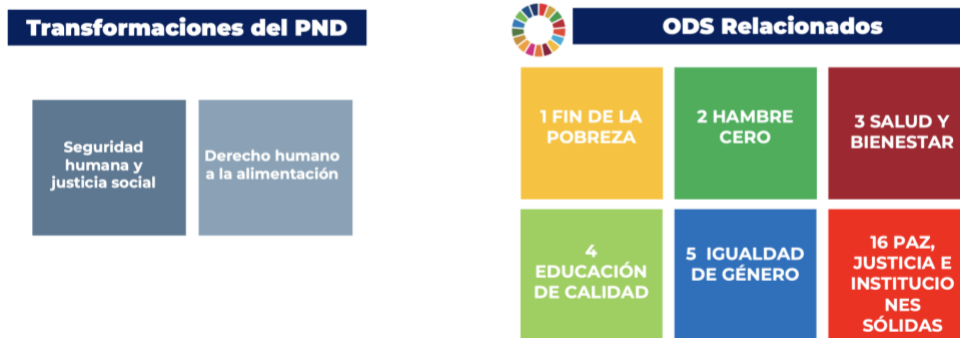 Transformaciones del PND
Seguridad
humana y
justicia social
Derecho humano
a la alimentación
ODS Relacionados
1 FIN DE LA
POBREZA
2 HAMBRE
CERO
3 SALUD Y
BIENESTAR
4
EDUCACIÓN
DE CALIDAD
5 IGUALDAD
DE GÉNERO
16 PAZ,
JUSTICIA E
INSTITUCIO
NES
SÓLIDAS